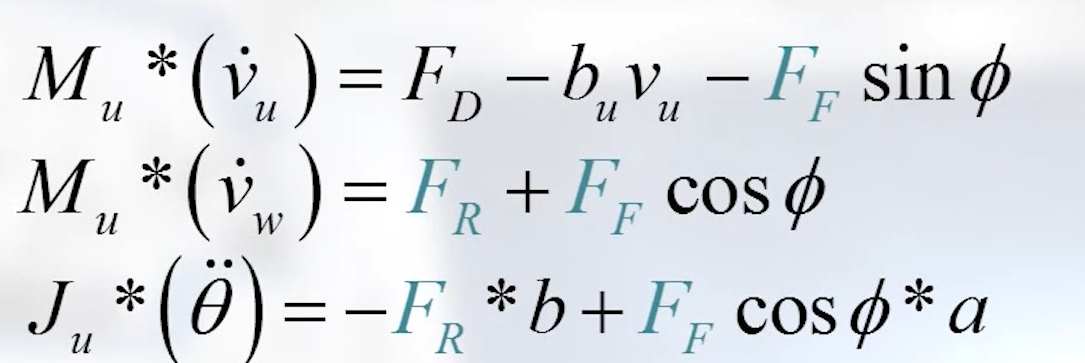 M_u *(v̇_u) = F_D − b_u v_u − F_F sin ϕ
M_u *(v̇_w) = F_R + F_F cos ϕ
J_u *(θ̈) = −F_R *b + F_F cos ϕ* a